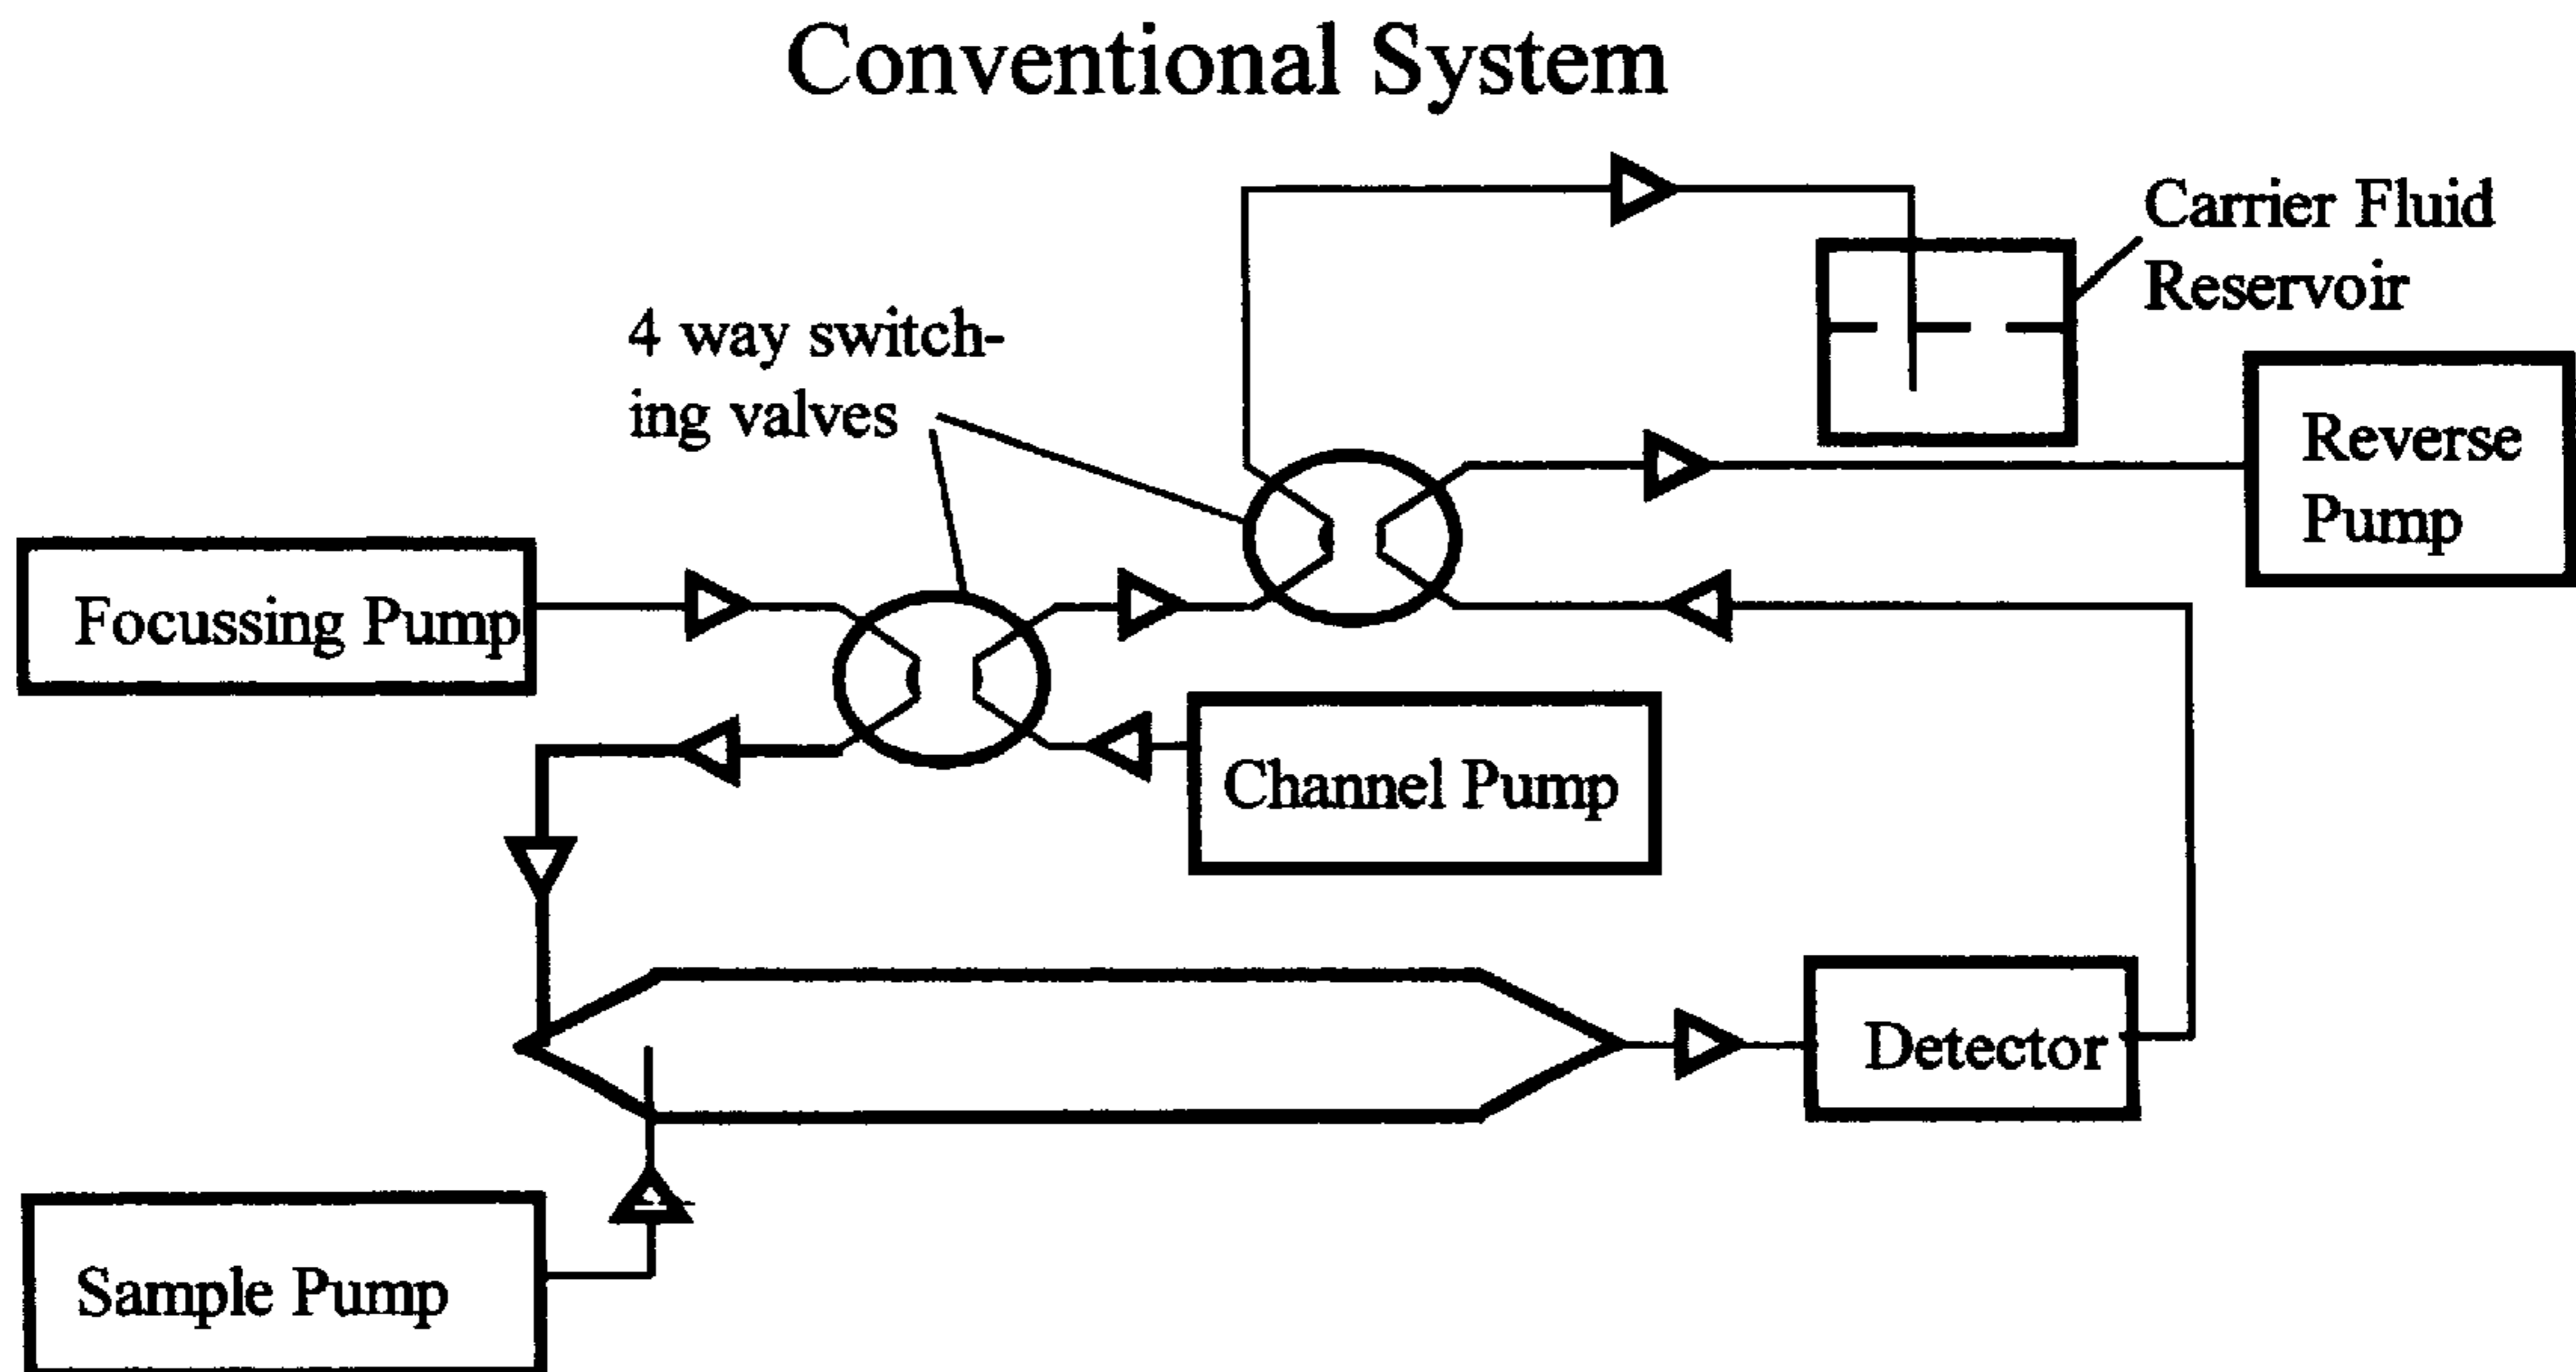 Conventional System
Carrier Fluid
Reservoir
4 way switch-
ing valves
Reverse
Pump
Focussing Pump
Channel Pump
Detector
Sample Pump